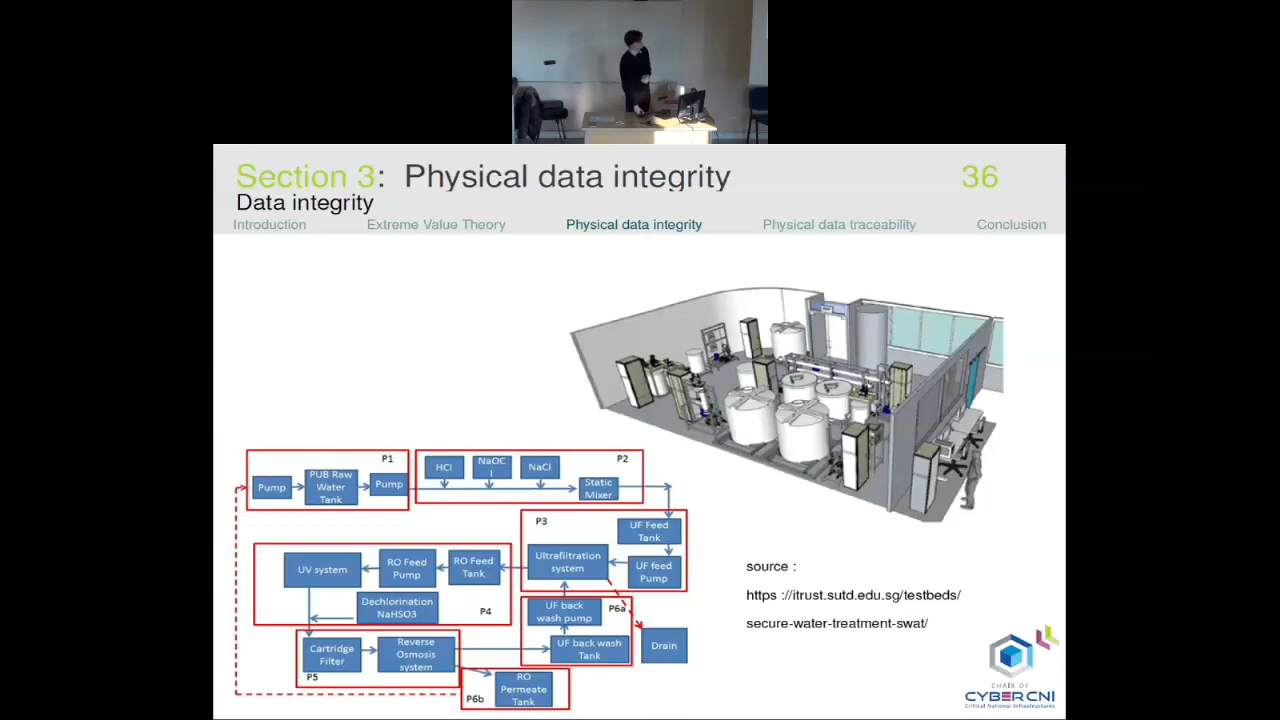 Section 3: Physical data integrity
36
Data integrity
Introduction
Extreme Value Theory
Physical data integrity
Physical data traceability
Conclusion
P1
Pump
PUB Raw
Water
Tank
Pump
P2
HCl
NaOC
l
NaCl
Static
Mixer
P3
UF Feed
Tank
Ultrafiltration
system
UF feed
Pump
UV system
RO Feed
Pump
RO Feed
Tank
Dechlorination
NaHSO3
P4
UF back
wash pump
P6a
UF back wash
Tank
Drain
Cartridge
Filter
Reverse
Osmosis
system
P5
P6b
RO
Permeate
Tank
source :
https ://itrust.sutd.edu.sg/testbeds/
secure-water-treatment-swat/
CHAIR OF
CYBERCNI
Critical National Infrastructures